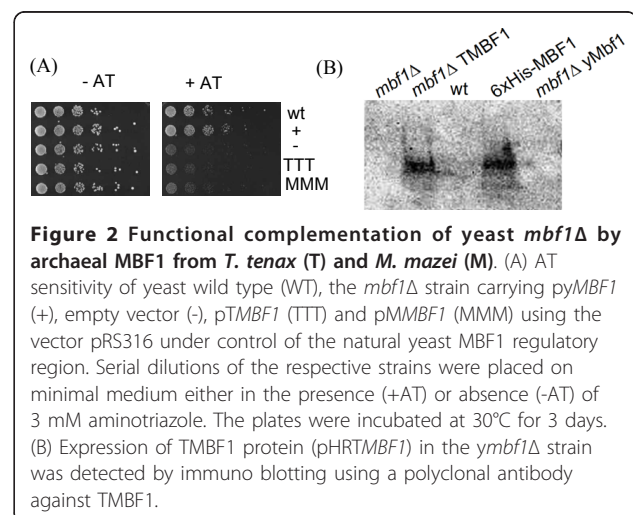 (A)
- AT
+ AT
wt
+
-
TTT
MMM
(B)
mbf1Δ
mbf1Δ TMBF1
wt
6xHis-MBF1
mbf1Δ yMbf1
Figure 2 Functional complementation of yeast mbf1Δ by
archaeal MBF1 from T. tenax (T) and M. mazei (M). (A) AT
sensitivity of yeast wild type (WT), the mbf1Δ strain carrying pyMBF1
(+), empty vector (-), pTMBF1 (TTT) and pMMBF1 (MMM) using the
vector pRS316 under control of the natural yeast MBF1 regulatory
region. Serial dilutions of the respective strains were placed on
minimal medium either in the presence (+AT) or absence (-AT) of
3 mM aminotriazole. The plates were incubated at 30°C for 3 days.
(B) Expression of TMBF1 protein (pHRTMBF1) in the ymbf1Δ strain
was detected by immuno blotting using a polyclonal antibody
against TMBF1.